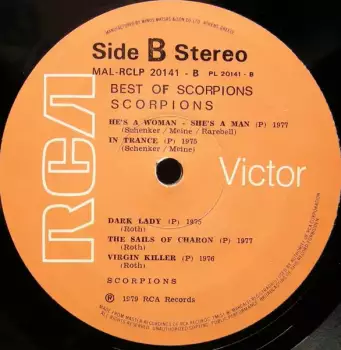 MANUFACTURED BY
Side B Stereo
MAL-RCLP 20141 - B PL 20141 - B
BEST OF SCORPIONS
SCORPIONS
HE'S A WOMAN - SHE'S A MAN (P) 1977
(Schenker / Meine / Rarebell)
IN TRANCE (P) 1975
(Schenker / Meine)
RCA
Victor
DARK LADY (P) 1975
(Roth)
THE SAILS OF CHARON (P) 1977
(Roth)
VIRGIN KILLER (P) 1976
(Roth)
SCORPIONS
℗ 1979 RCA Records